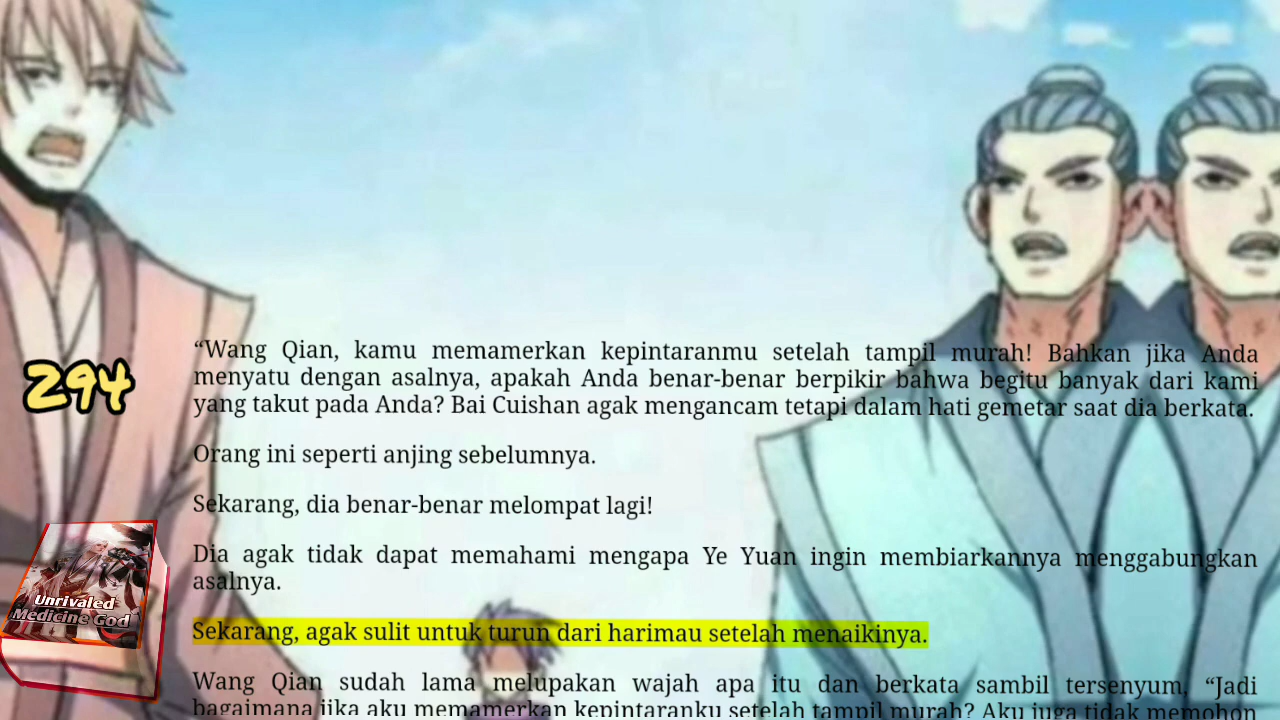 “Wang Qian, kamu memamerkan kepintaranmu setelah tampil murah! Bahkan jika Anda
menyatu dengan asalnya, apakah Anda benar-benar berpikir bahwa begitu banyak dari kami
yang takut pada Anda? Bai Cuishan agak mengancam tetapi dalam hati gemetar saat dia berkata.
294
Orang ini seperti anjing sebelumnya.
Sekarang, dia benar-benar melompat lagi!
Dia agak tidak dapat memahami mengapa Ye Yuan ingin membiarkannya menggabungkan
asalnya.
Unrivaled
Medicine God
Sekarang, agak sulit untuk turun dari harimau setelah menaikinya.
Wang Qian sudah lama melupakan wajah apa itu dan berkata sambil tersenyum, “Jadi
bagaimana jika aku memamerkan kepintaranku setelah tampil murah? Aku juga tidak memohon